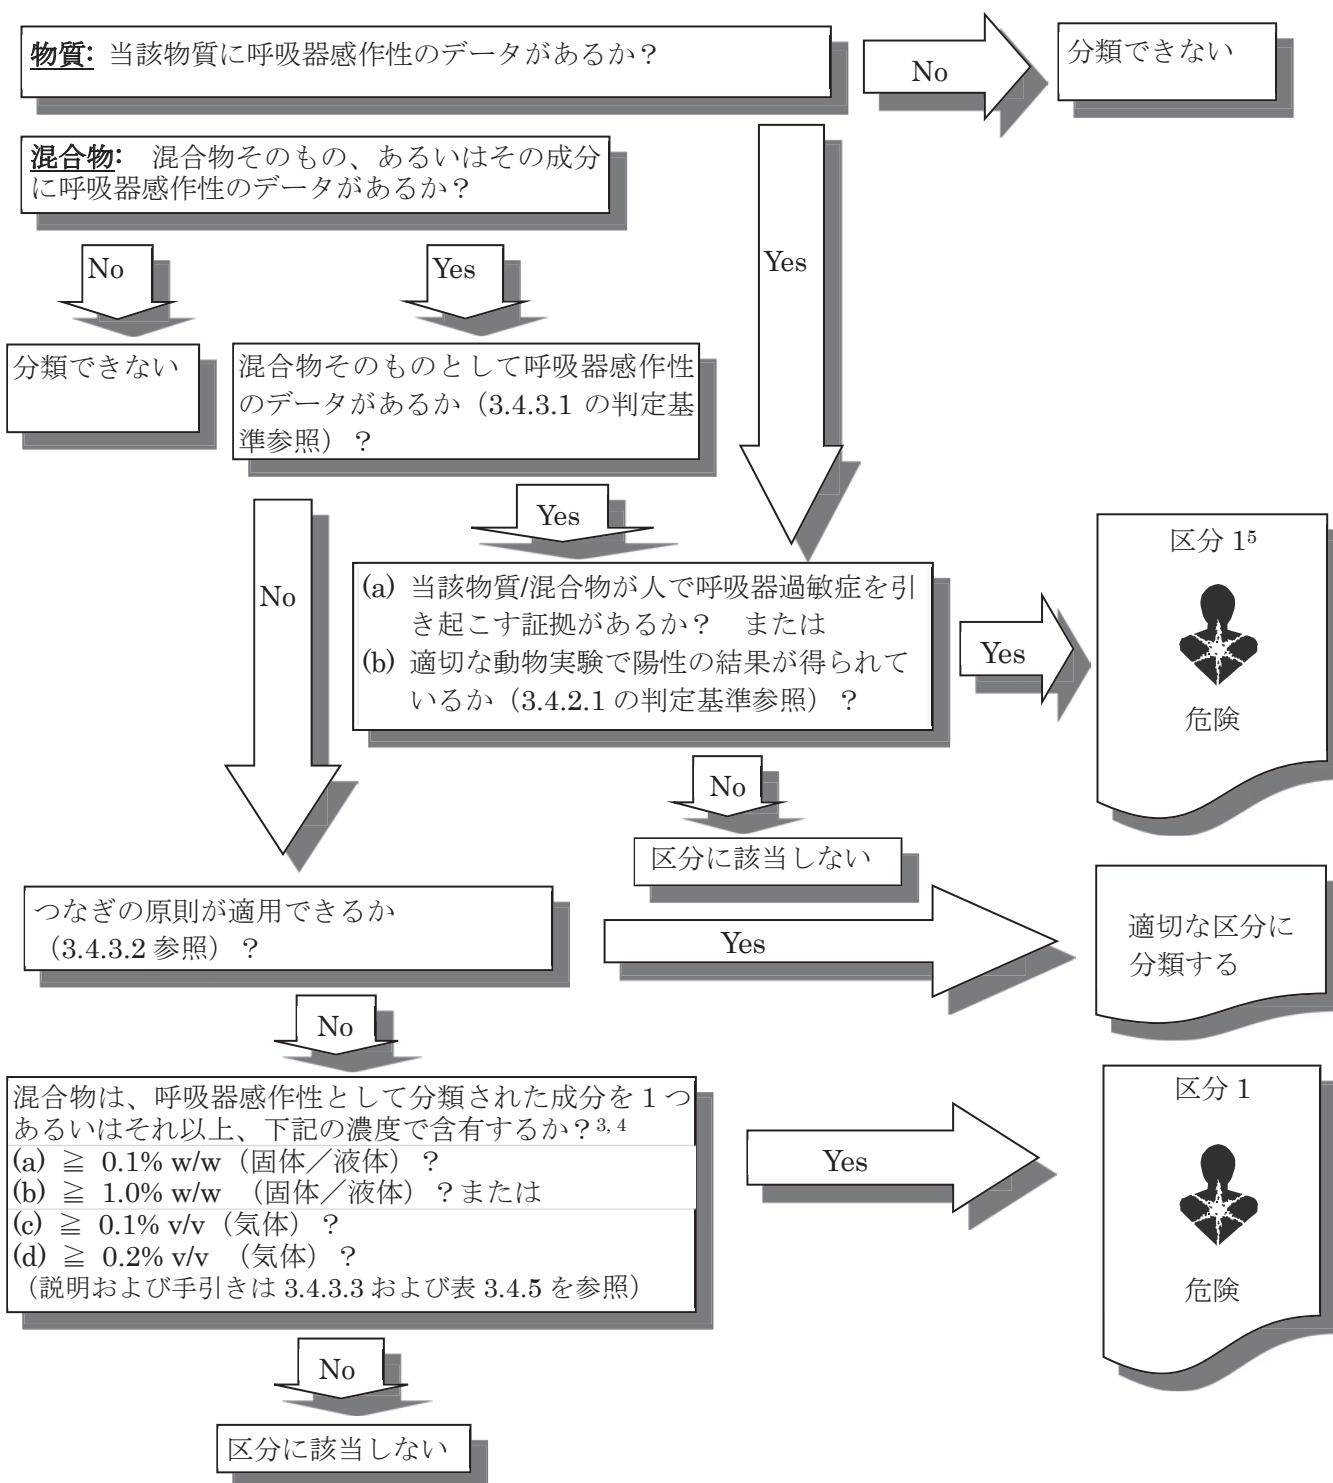 物質: 当該物質に呼吸器感作性のデータがあるか？
No
分類できない
混合物:　混合物そのもの、あるいはその成分
に呼吸器感作性のデータがあるか？
No
Yes
Yes
分類できない
混合物そのものとして呼吸器感作性
のデータがあるか（3.4.3.1 の判定基
準参照）？
Yes
No
(a) 当該物質/混合物が人で呼吸器過敏症を引
き起こす証拠があるか？　または
(b) 適切な動物実験で陽性の結果が得られて
いるか（3.4.2.1 の判定基準参照）？
Yes
区分 1⁵
危険
No
区分に該当しない
つなぎの原則が適用できるか
（3.4.3.2 参照）？
Yes
適切な区分に
分類する
No
混合物は、呼吸器感作性として分類された成分を 1 つ
あるいはそれ以上、下記の濃度で含有するか？³, ⁴
(a) ≧ 0.1% w/w（固体／液体）？
(b) ≧ 1.0% w/w （固体／液体）？または
(c) ≧ 0.1% v/v（気体）？
(d) ≧ 0.2% v/v （気体）？
（説明および手引きは 3.4.3.3 および表 3.4.5 を参照）
Yes
区分 1
危険
No
区分に該当しない